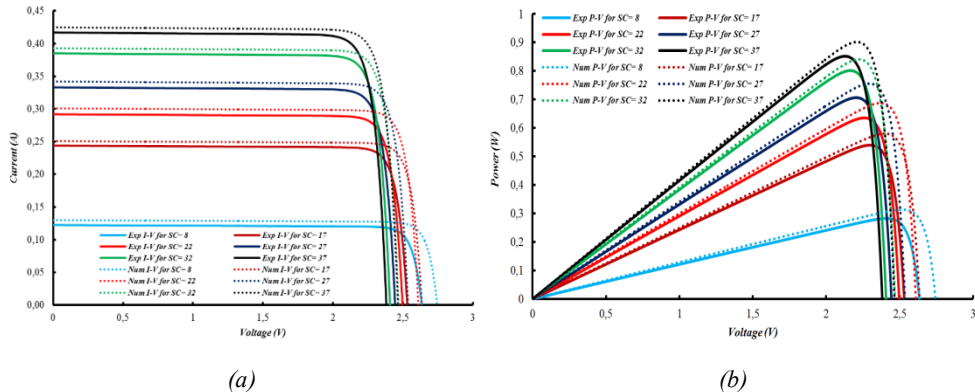 0,45
0,40
0,35
0,30
0,25
0,20
0,15
0,10
0,05
0,00
Current (A)
Exp I-V for SC= 8
Exp I-V for SC= 17
Exp I-V for SC= 22
Exp I-V for SC= 27
Exp I-V for SC= 32
Exp I-V for SC= 37
Num I-V for SC= 8
Num I-V for SC= 17
Num I-V for SC= 22
Num I-V for SC= 27
Num I-V for SC= 32
Num I-V for SC= 37
0 0,5 1 1,5 2 2,5 3
Voltage (V)
(a)
1
0,9
0,8
0,7
0,6
0,5
0,4
0,3
0,2
0,1
0
Power (W)
Exp P-V for SC= 8
Exp P-V for SC= 17
Exp P-V for SC= 22
Exp P-V for SC= 27
Exp P-V for SC= 32
Exp P-V for SC= 37
Num P-V for SC= 8
Num P-V for SC= 17
Num P-V for SC= 22
Num P-V for SC= 27
Num P-V for SC= 32
Num P-V for SC= 37
0 0,5 1 1,5 2 2,5 3
Voltage (V)
(b)